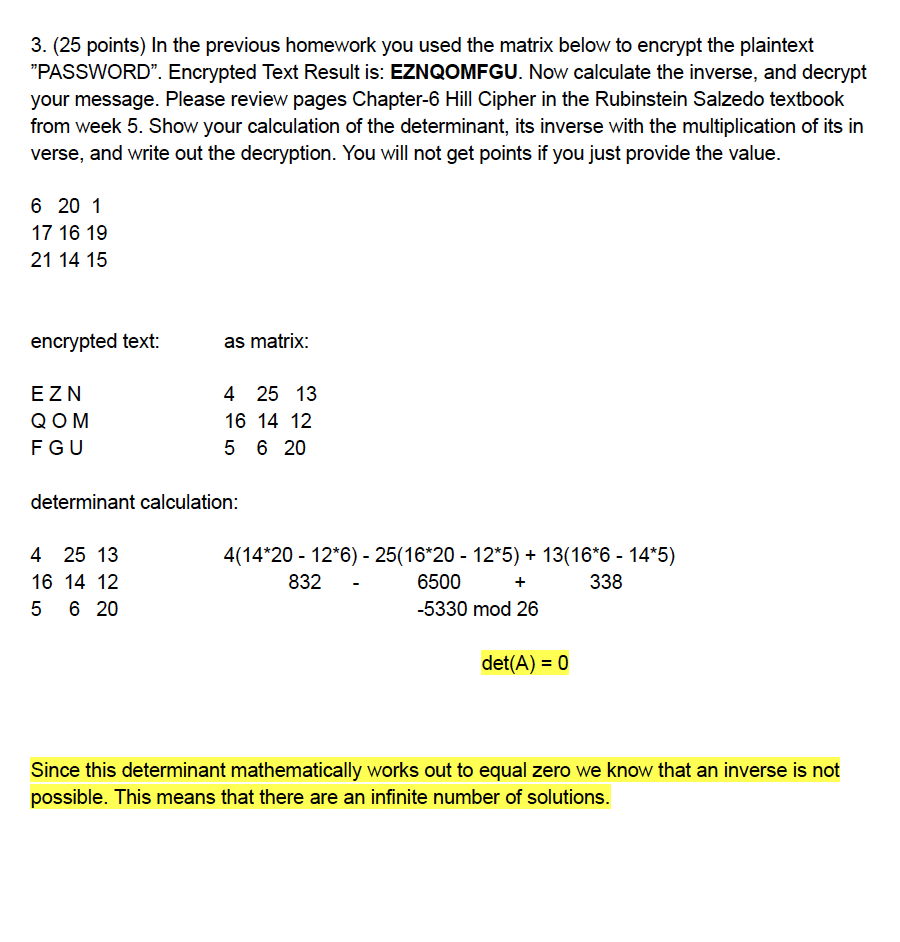 3. (25 points) In the previous homework you used the matrix below to encrypt the plaintext
”PASSWORD”. Encrypted Text Result is: EZNQOMFGU. Now calculate the inverse, and decrypt
your message. Please review pages Chapter-6 Hill Cipher in the Rubinstein Salzedo textbook
from week 5. Show your calculation of the determinant, its inverse with the multiplication of its in
verse, and write out the decryption. You will not get points if you just provide the value.
6 20 1
17 16 19
21 14 15
encrypted text: as matrix:
E Z N 4 25 13
Q O M 16 14 12
F G U 5 6 20
determinant calculation:
4 25 13 4(14*20 - 12*6) - 25(16*20 - 12*5) + 13(16*6 - 14*5)
16 14 12 832 - 6500 + 338
5 6 20 -5330 mod 26
det(A) = 0
Since this determinant mathematically works out to equal zero we know that an inverse is not
possible. This means that there are an infinite number of solutions.